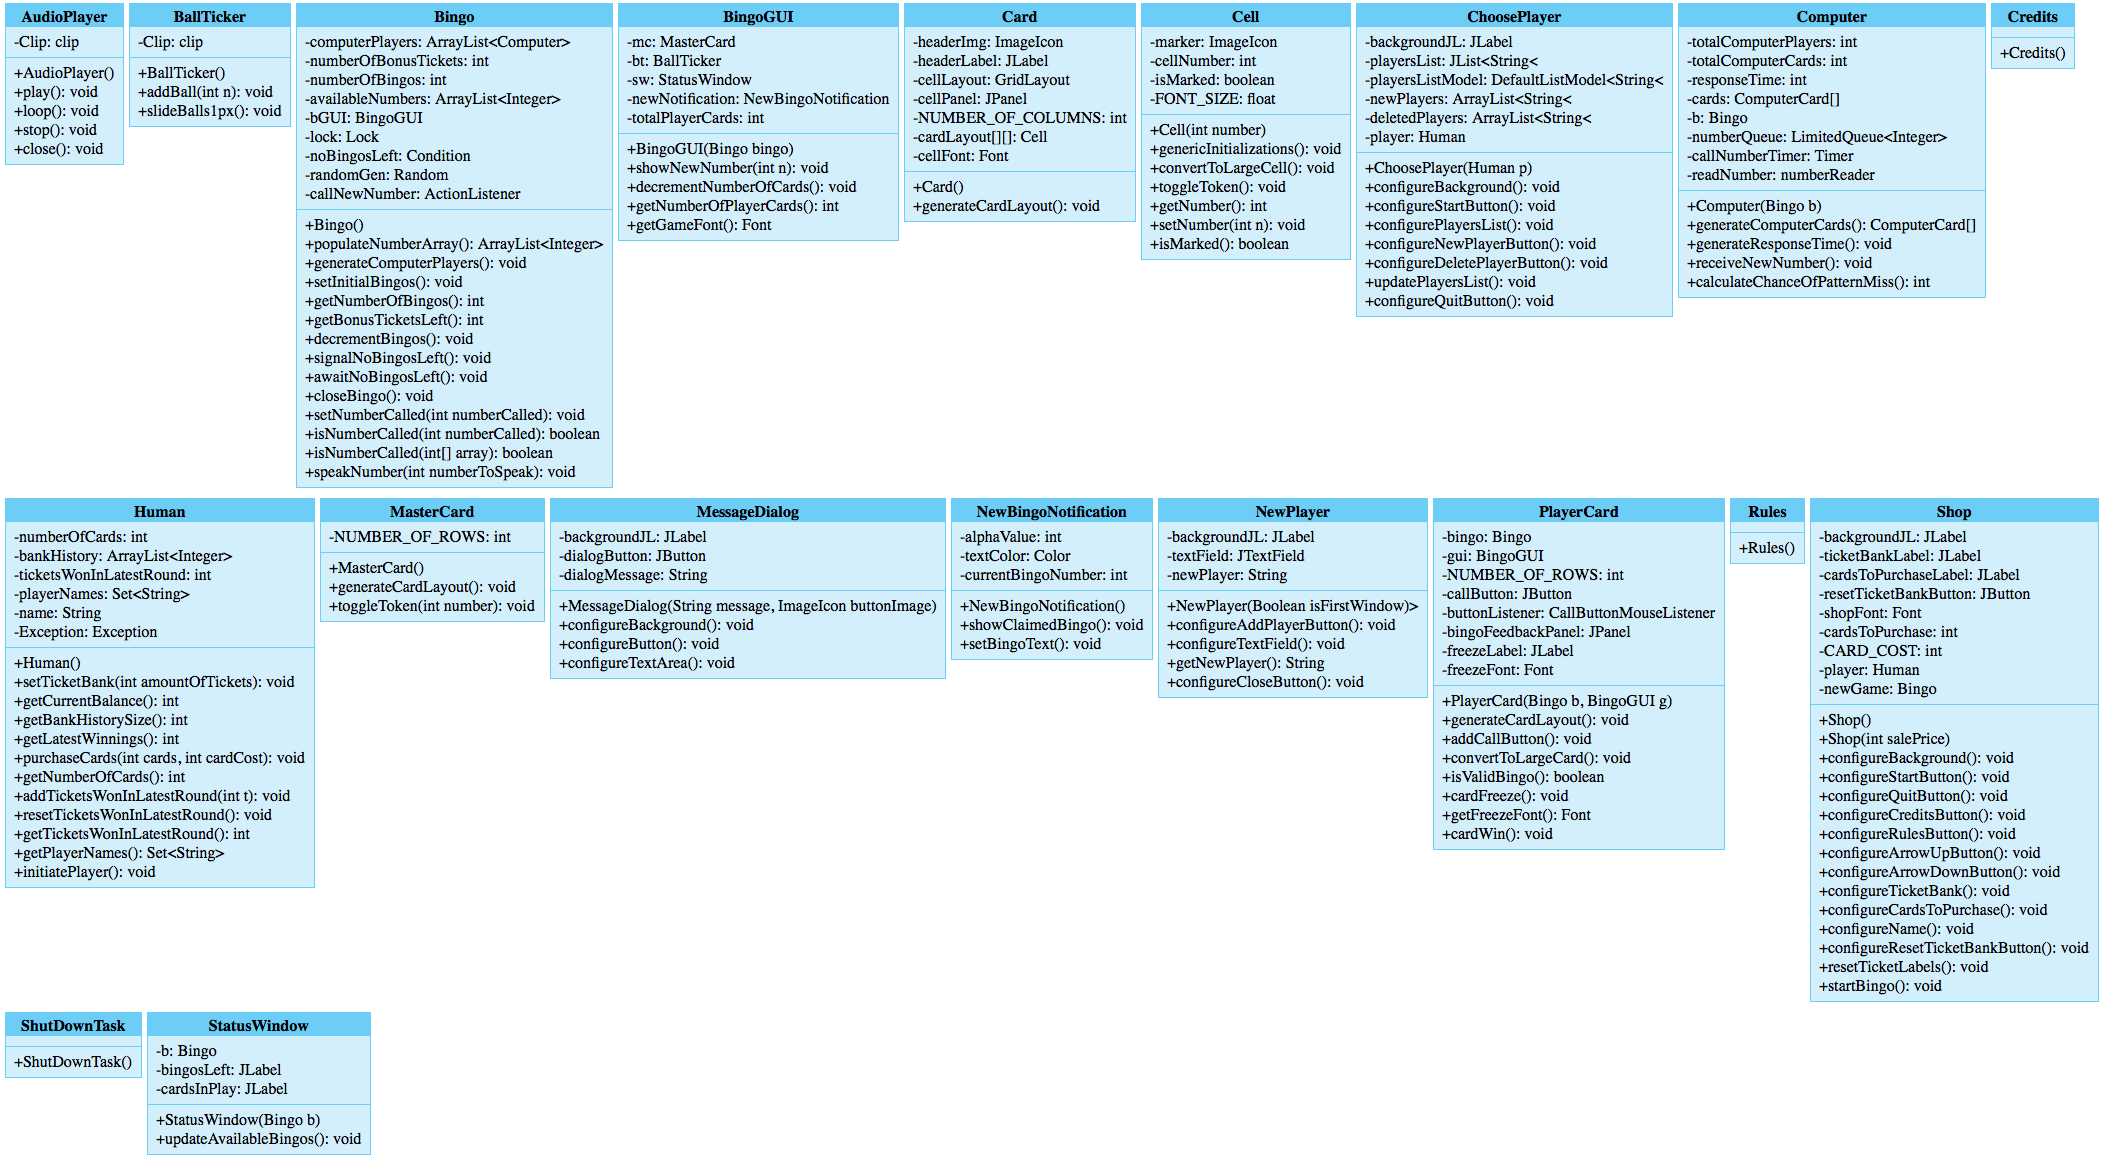 AudioPlayer
-Clip: clip
+AudioPlayer()
+play(): void
+loop(): void
+stop(): void
+close(): void
BallTicker
-Clip: clip
+BallTicker()
+addBall(int n): void
+slideBalls1px(): void
Bingo
-computerPlayers: ArrayList<Computer>
-numberOfBonusTickets: int
-numberOfBingos: int
-availableNumbers: ArrayList<Integer>
-bGUI: BingoGUI
-lock: Lock
-noBingosLeft: Condition
-randomGen: Random
-callNewNumber: ActionListener
+Bingo()
+populateNumberArray(): ArrayList<Integer>
+generateComputerPlayers(): void
+setInitialBingos(): void
+getNumberOfBingos(): int
+getBonusTicketsLeft(): int
+decrementBingos(): void
+signalNoBingosLeft(): void
+awaitNoBingosLeft(): void
+closeBingo(): void
+setNumberCalled(int numberCalled): void
+isNumberCalled(int numberCalled): boolean
+isNumberCalled(int[] array): boolean
+speakNumber(int numberToSpeak): void
BingoGUI
-mc: MasterCard
-bt: BallTicker
-sw: StatusWindow
-newNotification: NewBingoNotification
-totalPlayerCards: int
+BingoGUI(Bingo bingo)
+showNewNumber(int n): void
+decrementNumberOfCards(): void
+getNumberOfPlayerCards(): int
+getGameFont(): Font
Card
-headerImg: ImageIcon
-headerLabel: JLabel
-cellLayout: GridLayout
-cellPanel: JPanel
-NUMBER_OF_COLUMNS: int
-cardLayout[][]: Cell
-cellFont: Font
+Card()
+generateCardLayout(): void
Cell
-marker: ImageIcon
-cellNumber: int
-isMarked: boolean
-FONT_SIZE: float
+Cell(int number)
+genericInitializations(): void
+convertToLargeCell(): void
+toggleToken(): void
+getNumber(): int
+setNumber(int n): void
+isMarked(): boolean
ChoosePlayer
-backgroundJL: JLabel
-playersList: JList<String<
-playersListModel: DefaultListModel<String<
-newPlayers: ArrayList<String<
-deletedPlayers: ArrayList<String<
-player: Human
+ChoosePlayer(Human p)
+configureBackground(): void
+configureStartButton(): void
+configurePlayersList(): void
+configureNewPlayerButton(): void
+configureDeletePlayerButton(): void
+updatePlayersList(): void
+configureQuitButton(): void
Computer
-totalComputerPlayers: int
-totalComputerCards: int
-responseTime: int
-cards: ComputerCard[]
-b: Bingo
-numberQueue: LimitedQueue<Integer>
-callNumberTimer: Timer
-readNumber: numberReader
+Computer(Bingo b)
+generateComputerCards(): ComputerCard[]
+generateResponseTime(): void
+receiveNewNumber(): void
+calculateChanceOfPatternMiss(): int
Credits
+Credits()
Human
-numberOfCards: int
-bankHistory: ArrayList<Integer>
-ticketsWonInLatestRound: int
-playerNames: Set<String>
-name: String
-Exception: Exception
+Human()
+setTicketBank(int amountOfTickets): void
+getCurrentBalance(): int
+getBankHistorySize(): int
+getLatestWinnings(): int
+purchaseCards(int cards, int cardCost): void
+getNumberOfCards(): int
+addTicketsWonInLatestRound(int t): void
+resetTicketsWonInLatestRound(): void
+getTicketsWonInLatestRound(): int
+getPlayerNames(): Set<String>
+initiatePlayer(): void
MasterCard
-NUMBER_OF_ROWS: int
+MasterCard()
+generateCardLayout(): void
+toggleToken(int number): void
MessageDialog
-backgroundJL: JLabel
-dialogButton: JButton
-dialogMessage: String
+MessageDialog(String message, ImageIcon buttonImage)
+configureBackground(): void
+configureButton(): void
+configureTextArea(): void
NewBingoNotification
-alphaValue: int
-textColor: Color
-currentBingoNumber: int
+NewBingoNotification()
+showClaimedBingo(): void
+setBingoText(): void
NewPlayer
-backgroundJL: JLabel
-textField: JTextField
-newPlayer: String
+NewPlayer(Boolean isFirstWindow)>
+configureAddPlayerButton(): void
+configureTextField(): void
+getNewPlayer(): String
+configureCloseButton(): void
PlayerCard
-bingo: Bingo
-gui: BingoGUI
-NUMBER_OF_ROWS: int
-callButton: JButton
-buttonListener: CallButtonMouseListener
-bingoFeedbackPanel: JPanel
-freezeLabel: JLabel
-freezeFont: Font
+PlayerCard(Bingo b, BingoGUI g)
+generateCardLayout(): void
+addCallButton(): void
+convertToLargeCard(): void
+isValidBingo(): boolean
+cardFreeze(): void
+getFreezeFont(): Font
+cardWin(): void
Rules
+Rules()
Shop
-backgroundJL: JLabel
-ticketBankLabel: JLabel
-cardsToPurchaseLabel: JLabel
-resetTicketBankButton: JButton
-shopFont: Font
-cardsToPurchase: int
-CARD_COST: int
-player: Human
-newGame: Bingo
+Shop()
+Shop(int salePrice)
+configureBackground(): void
+configureStartButton(): void
+configureQuitButton(): void
+configureCreditsButton(): void
+configureRulesButton(): void
+configureArrowUpButton(): void
+configureArrowDownButton(): void
+configureTicketBank(): void
+configureCardsToPurchase(): void
+configureName(): void
+configureResetTicketBankButton(): void
+resetTicketLabels(): void
+startBingo(): void
ShutDownTask
+ShutDownTask()
StatusWindow
-b: Bingo
-bingosLeft: JLabel
-cardsInPlay: JLabel
+StatusWindow(Bingo b)
+updateAvailableBingos(): void